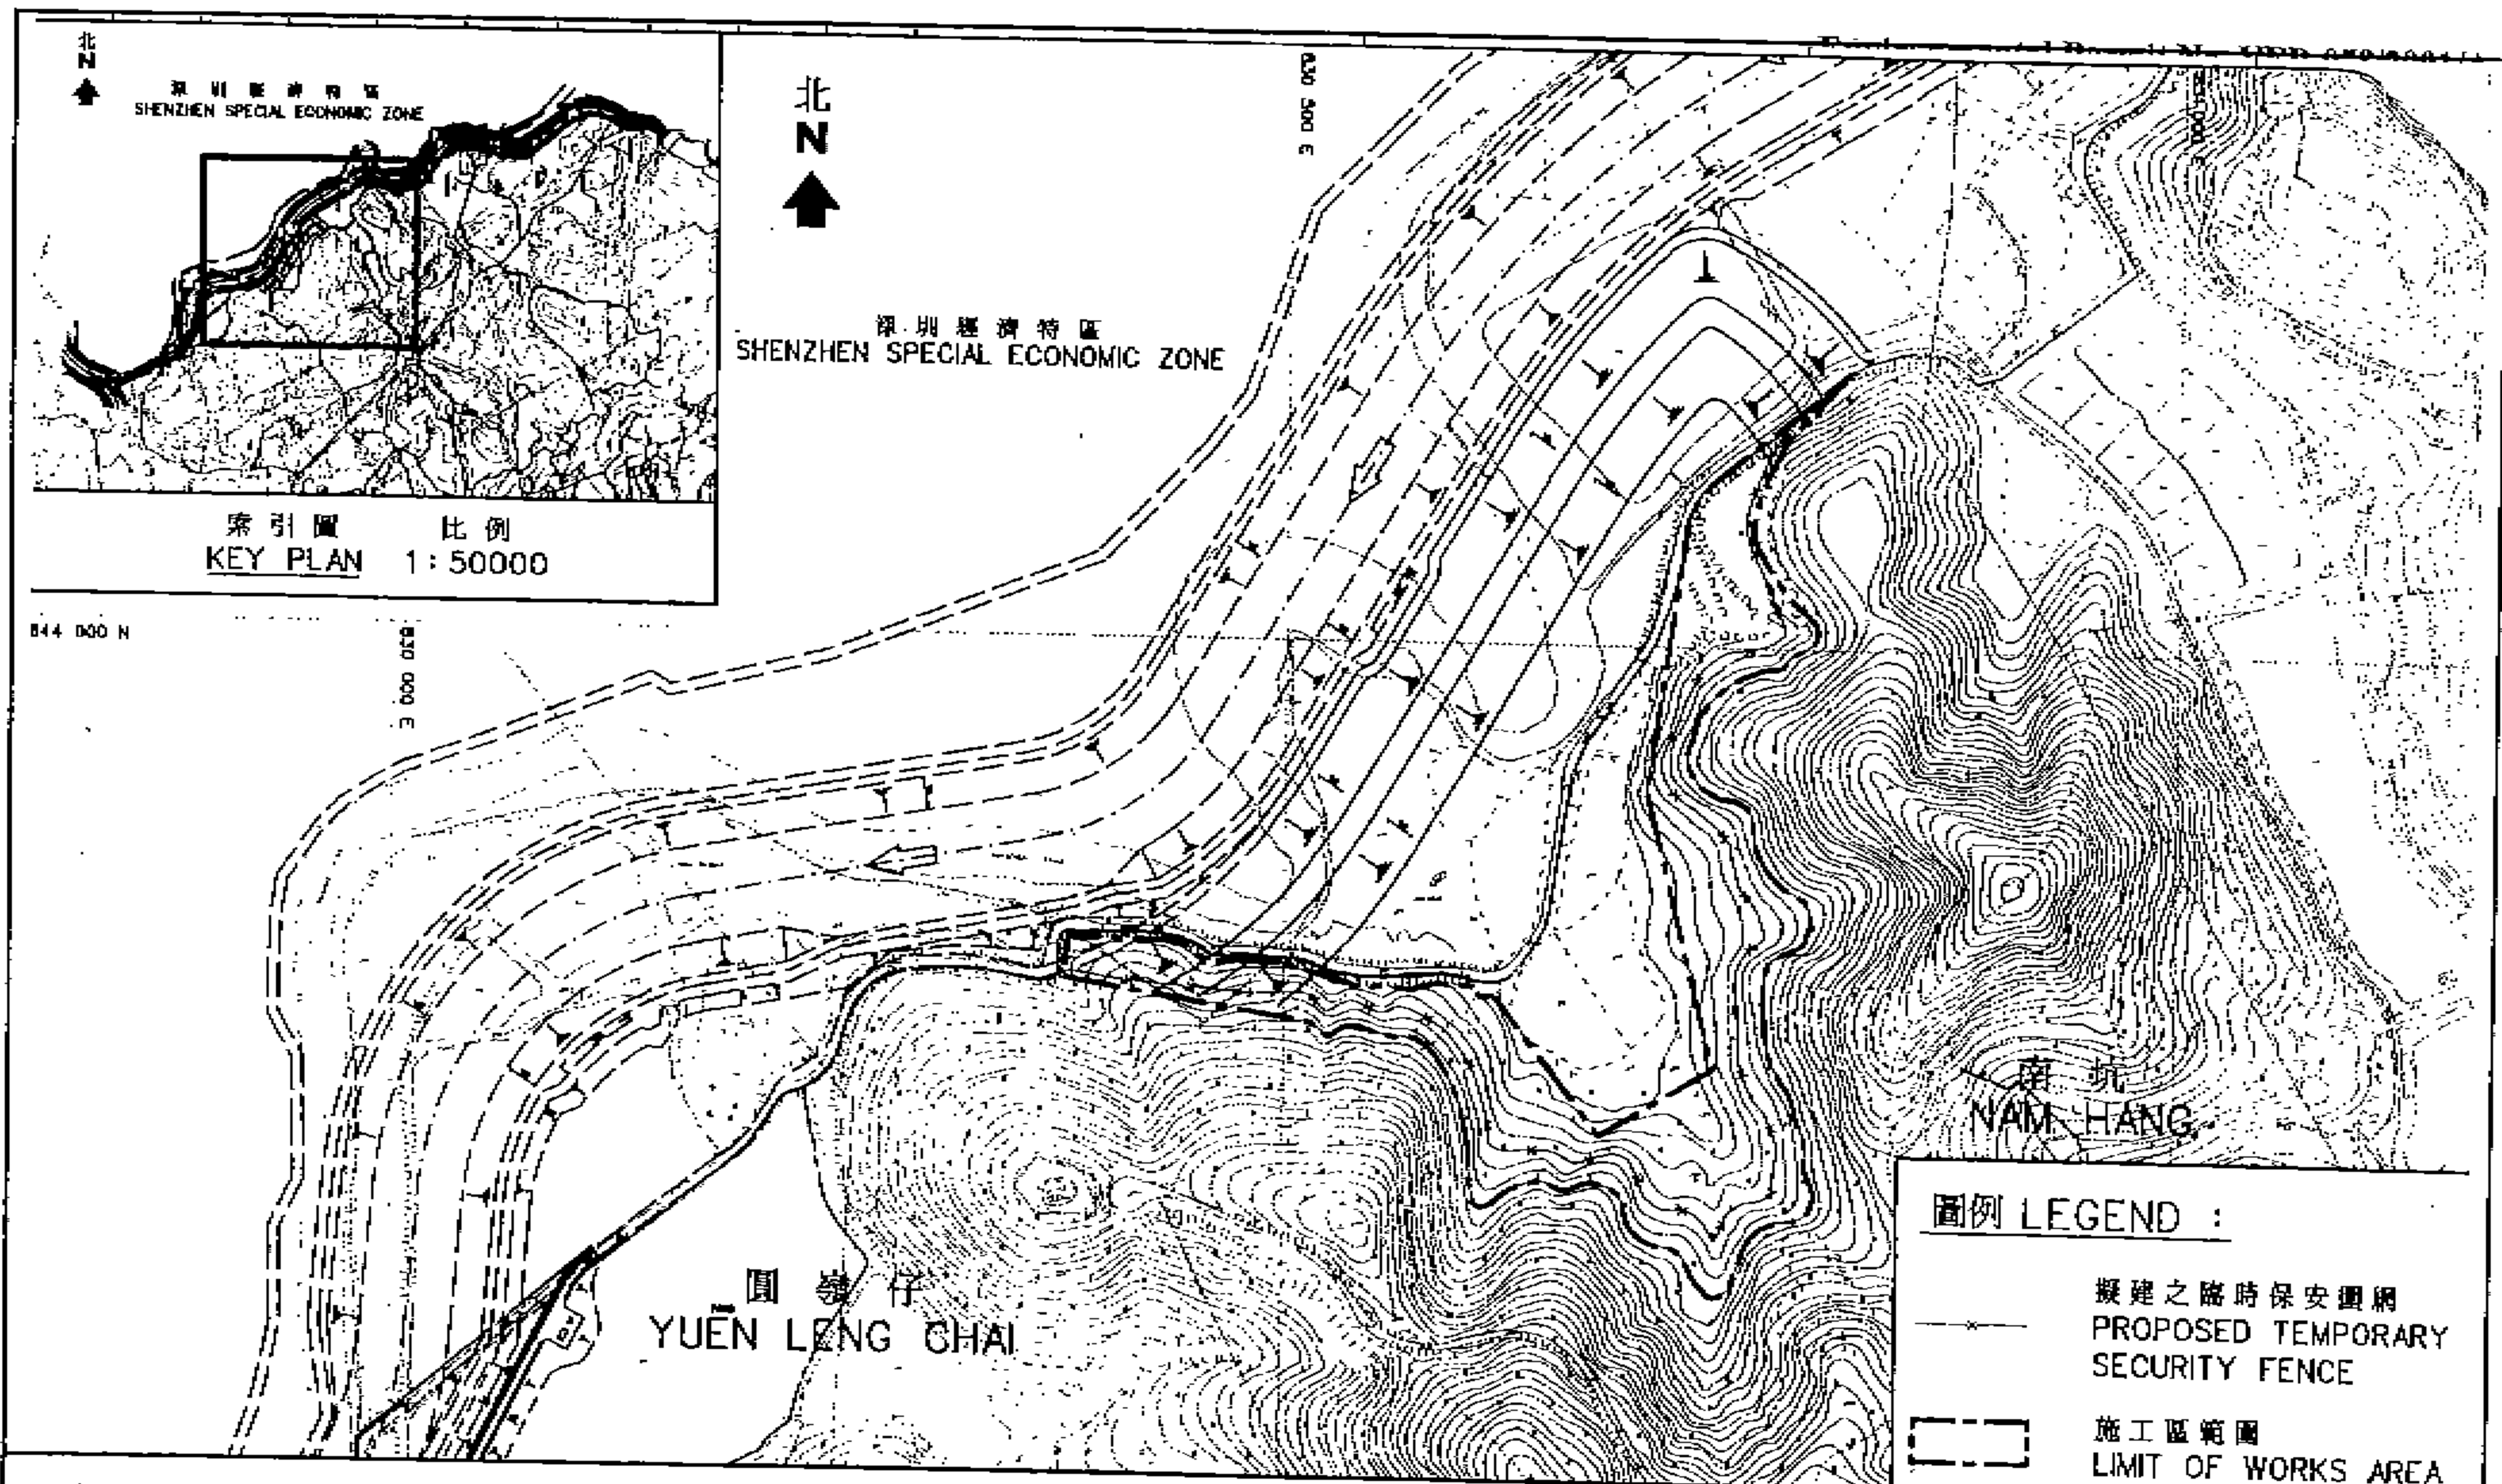 北
N
深圳經濟特區
SHENZHEN SPECIAL ECONOMIC ZONE
索引圖 比例
KEY PLAN 1:50000
北
N
深圳經濟特區
SHENZHEN SPECIAL ECONOMIC ZONE
830 500 E
844 000 N
830 000 E
南坑
NAM HANG
圓嶺仔
YUEN LENG CHAI
圖例 LEGEND :
擬建之臨時保安圍網
PROPOSED TEMPORARY
SECURITY FENCE
施工區範圍
LIMIT OF WORKS AREA